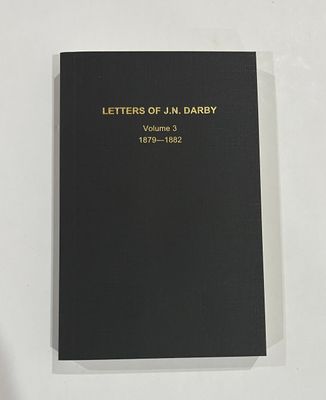 LETTERS OF J.N. DARBY
Volume 3
1879—1882